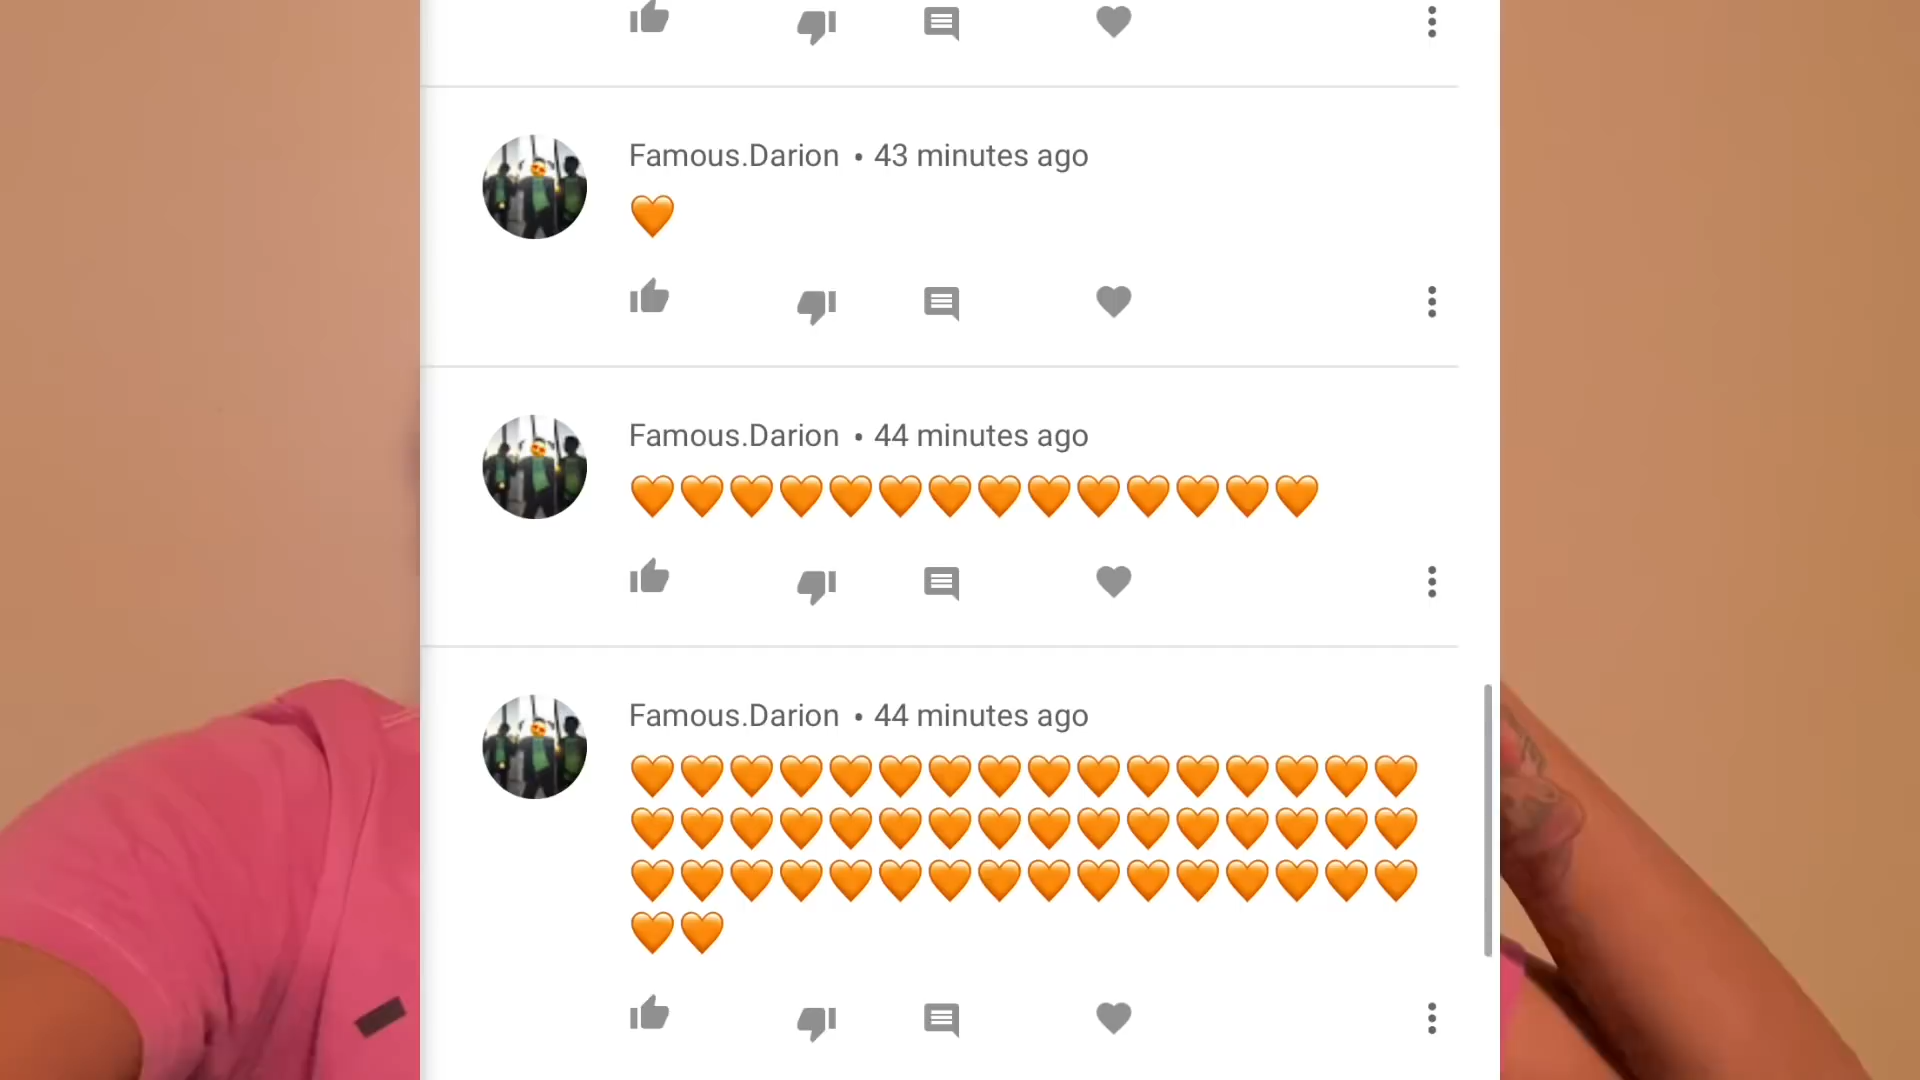 Famous.Darion • 43 minutes ago
🧡
Famous.Darion • 44 minutes ago
🧡🧡🧡🧡🧡🧡🧡🧡🧡🧡🧡🧡🧡🧡
Famous.Darion • 44 minutes ago
🧡🧡🧡🧡🧡🧡🧡🧡🧡🧡🧡🧡🧡🧡🧡🧡
🧡🧡🧡🧡🧡🧡🧡🧡🧡🧡🧡🧡🧡🧡🧡🧡
🧡🧡🧡🧡🧡🧡🧡🧡🧡🧡🧡🧡🧡🧡🧡🧡
🧡🧡